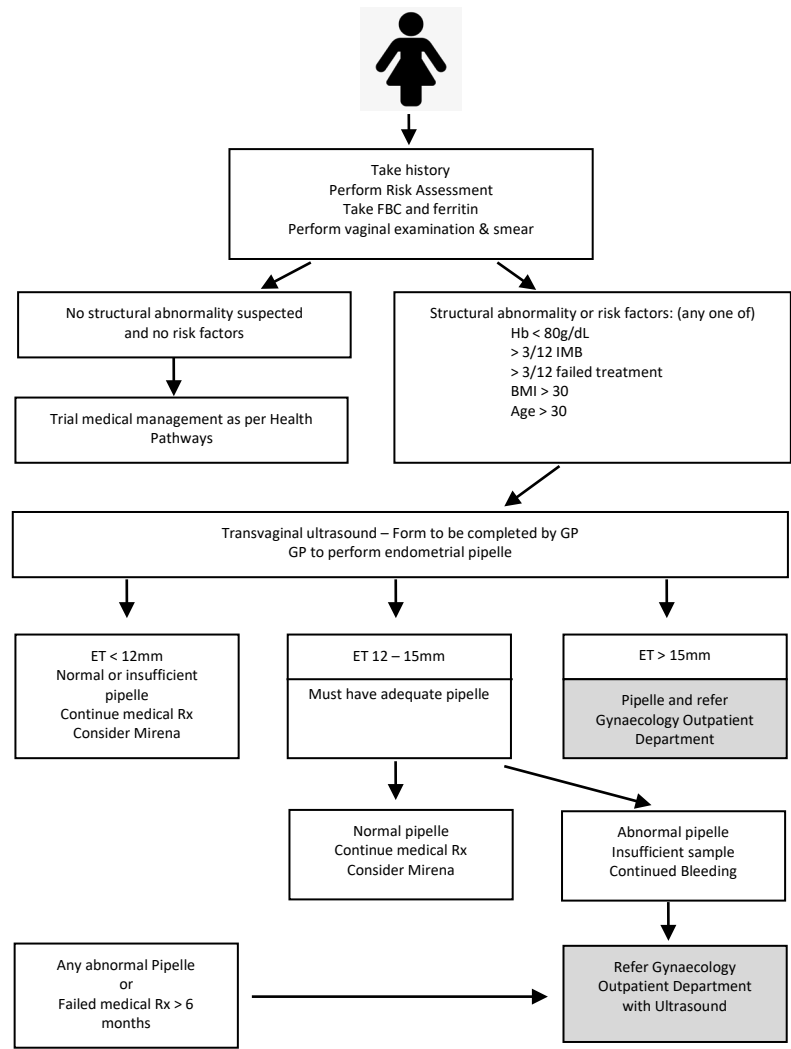 Take history
Perform Risk Assessment
Take FBC and ferritin
Perform vaginal examination & smear
No structural abnormality suspected
and no risk factors
Structural abnormality or risk factors: (any one of)
Hb < 80g/dL
> 3/12 IMB
> 3/12 failed treatment
BMI > 30
Age > 30
Trial medical management as per Health
Pathways
Transvaginal ultrasound – Form to be completed by GP
GP to perform endometrial pipelle
ET < 12mm
Normal or insufficient
pipelle
Continue medical Rx
Consider Mirena
ET 12 – 15mm
Must have adequate pipelle
ET > 15mm
Pipelle and refer
Gynaecology Outpatient
Department
Normal pipelle
Continue medical Rx
Consider Mirena
Abnormal pipelle
Insufficient sample
Continued Bleeding
Any abnormal Pipelle
or
Failed medical Rx > 6
months
Refer Gynaecology
Outpatient Department
with Ultrasound